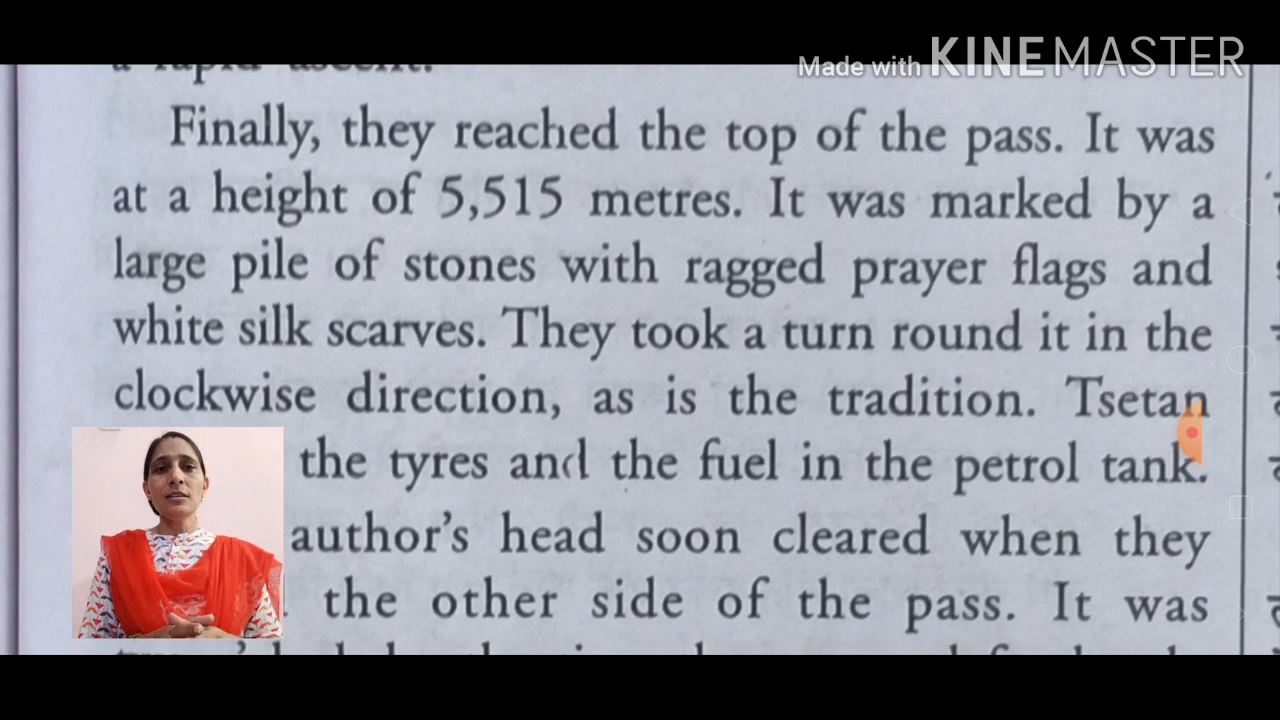 Made with KINEMASTER
a rapid ascent.
Finally, they reached the top of the pass. It was
at a height of 5,515 metres. It was marked by a
large pile of stones with ragged prayer flags and
white silk scarves. They took a turn round it in the
clockwise direction, as is the tradition. Tsetan
the tyres and the fuel in the petrol tank.
author's head soon cleared when they
the other side of the pass. It was